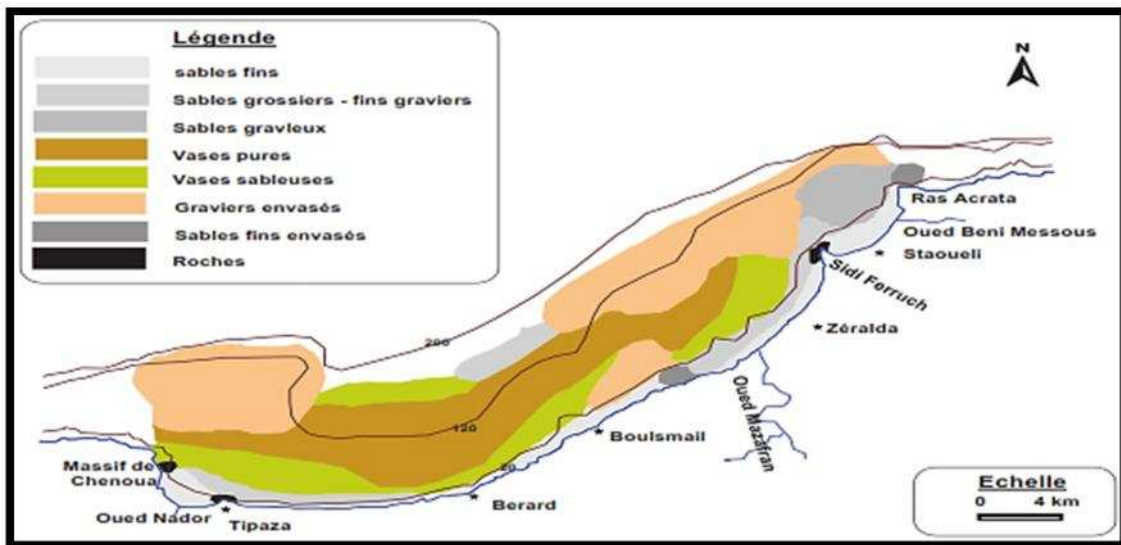 Légende
sables fins
Sables grossiers - fins graviers
Sables gravleux
Vases pures
Vases sableuses
Graviers envasés
Sables fins envasés
Roches
N
Ras Acrata
Oued Beni Messous
Staoueli
Sidi Ferruch
Zéralda
200
Oued Mazafran
120
Boulsmail
20
Massif de
Chenoua
Berard
Oued Nador
Tipaza
Echelle
0 4 km